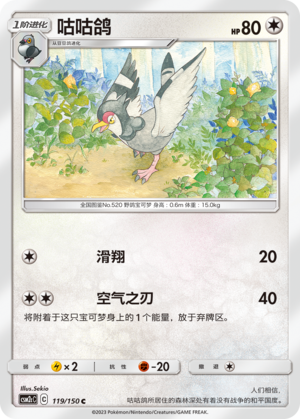 1阶进化 咕咕鸽 HP80
从豆豆鸽进化
全国图鉴No.520 野鸽宝可梦 身高:0.6m 体重:15.0kg
滑翔 20
空气之刃 40
将附着于这只宝可梦身上的1个能量,放于弃牌区。
弱点 ×2 抗性 -20 撤退
Illus.Sekio
CSM2c C C 119/150 C
人们相信,
咕咕鸽所居住的森林深处有着没有战争的和平国度。
©2023 Pokémon/Nintendo/Creatures/GAME FREAK.